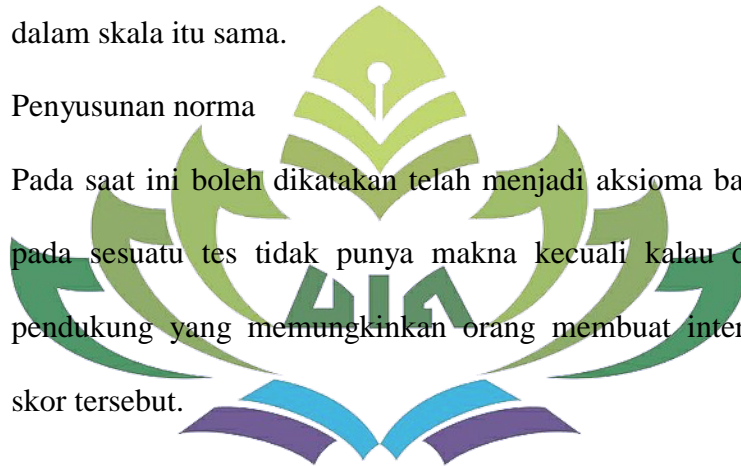 dalam skala itu sama.
Penyusunan norma
Pada saat ini boleh dikatakan telah menjadi aksioma ba
pada sesuatu tes tidak punya makna kecuali kalau d
pendukung yang memungkinkan orang membuat inter
skor tersebut.